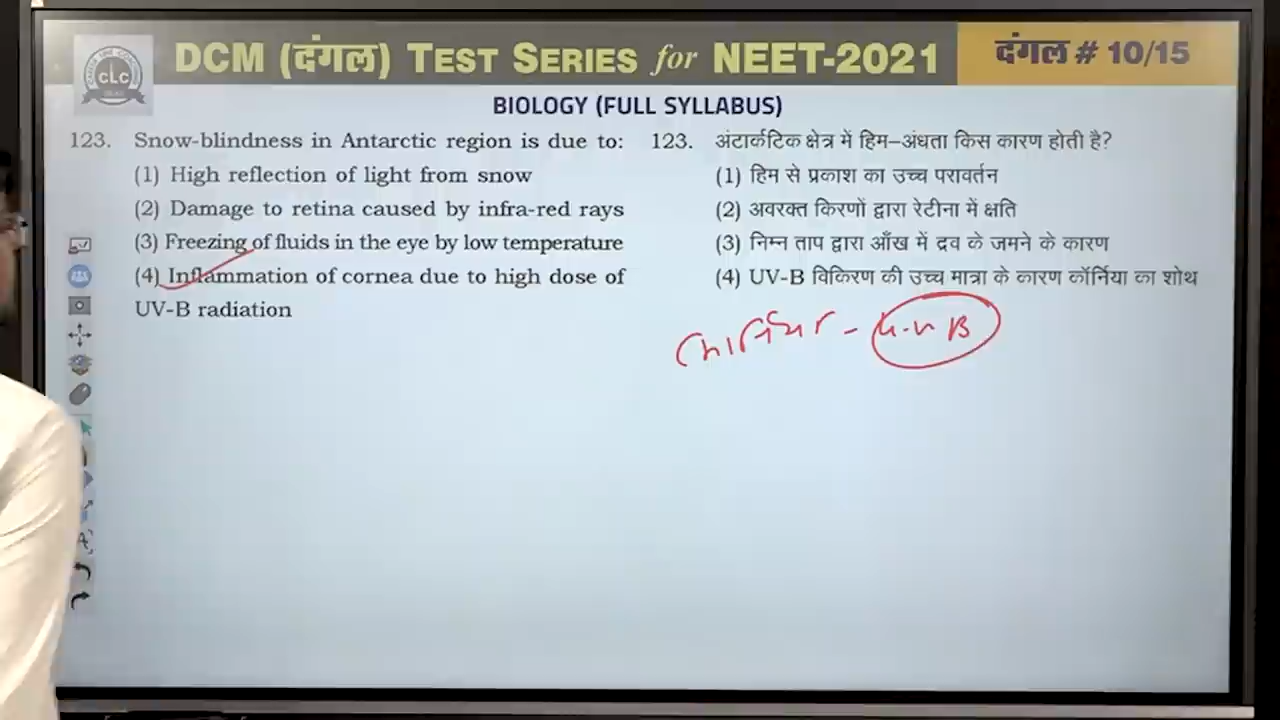 DCM (दंगल) TEST SERIES for NEET-2021
दंगल # 10/15
CLC
BIOLOGY (FULL SYLLABUS)
123. Snow-blindness in Antarctic region is due to:
(1) High reflection of light from snow
(2) Damage to retina caused by infra-red rays
(3) Freezing of fluids in the eye by low temperature
(4) Inflammation of cornea due to high dose of
UV-B radiation
123. अंटार्कटिक क्षेत्र में हिम-अंधता किस कारण होती है?
(1) हिम से प्रकाश का उच्च परावर्तन
(2) अवरक्त किरणों द्वारा रेटीना में क्षति
(3) निम्न ताप द्वारा आँख में द्रव के जमने के कारण
(4) UV-B विकिरण की उच्च मात्रा के कारण कॉर्निया का शोथ